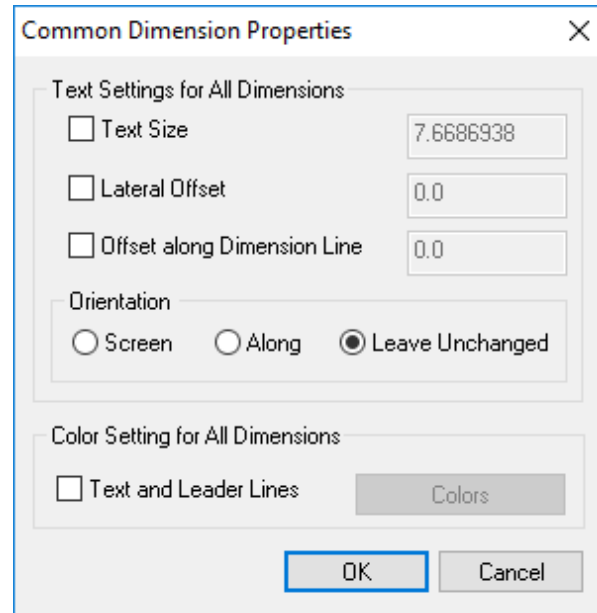 Common Dimension Properties
Text Settings for All Dimensions
Text Size 7.6686938
Lateral Offset 0.0
Offset along Dimension Line 0.0
Orientation
Screen Along Leave Unchanged
Color Setting for All Dimensions
Text and Leader Lines Colors
OK Cancel